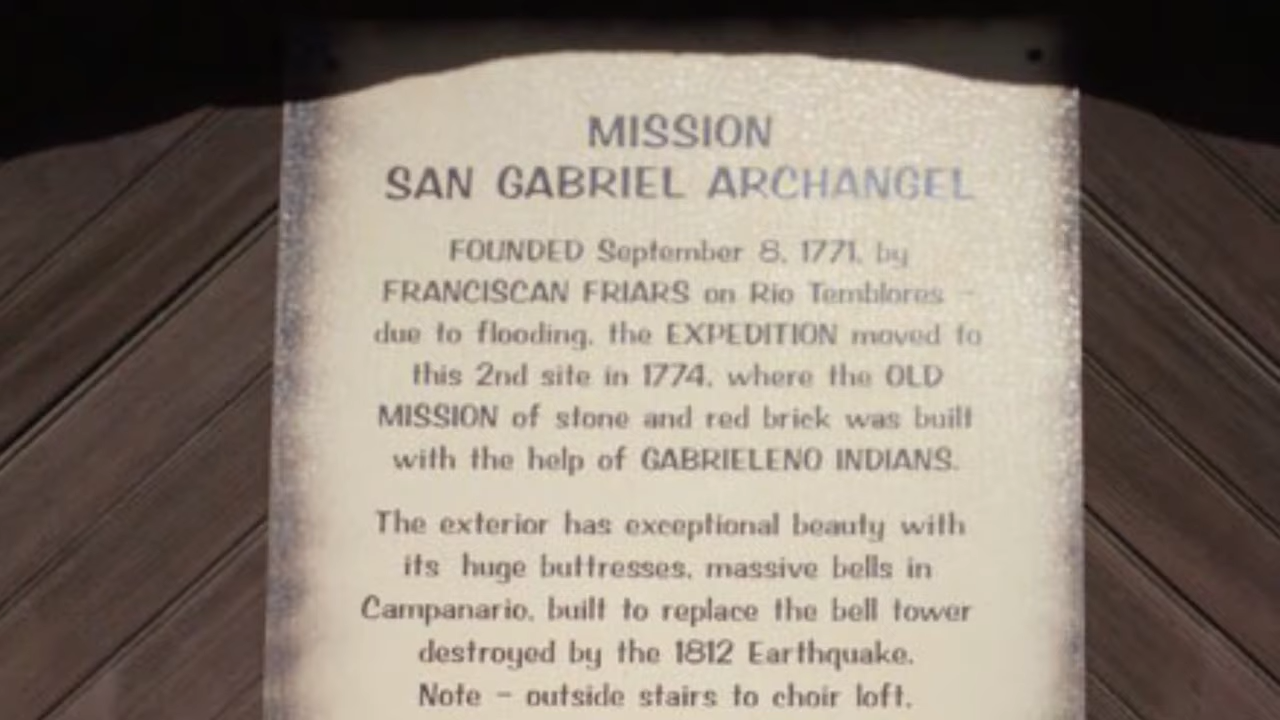 MISSION
SAN GABRIEL ARCHANGEL
FOUNDED September 8, 1771, by
FRANCISCAN FRIARS on Rio Temblores -
due to flooding, the EXPEDITION moved to
this 2nd site in 1774, where the OLD
MISSION of stone and red brick was built
with the help of GABRIELENO INDIANS.
The exterior has exceptional beauty with
its huge buttresses, massive bells in
Campanario, built to replace the bell tower
destroyed by the 1812 Earthquake.
Note - outside stairs to choir loft.